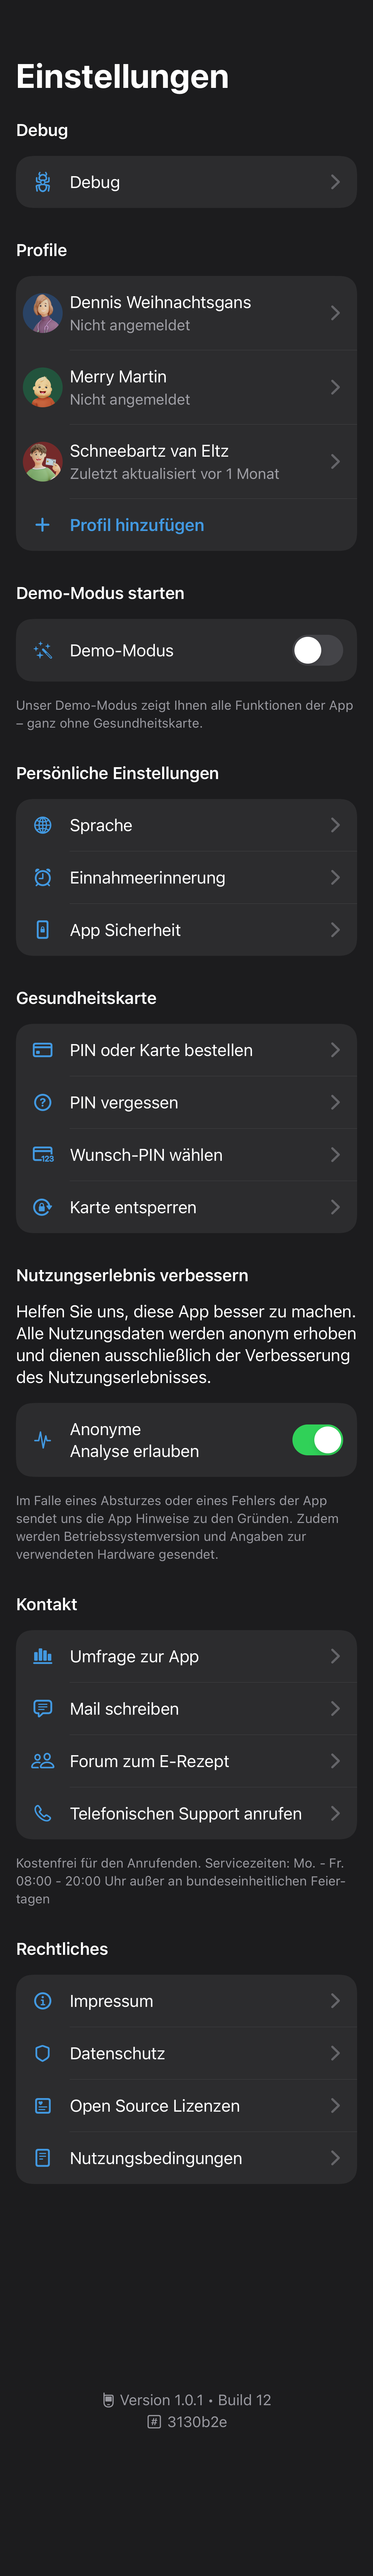 Einstellungen
Debug
Debug
Profile
Dennis Weihnachtsgans
Nicht angemeldet
Merry Martin
Nicht angemeldet
Schneebartz van Eltz
Zuletzt aktualisiert vor 1 Monat
Profil hinzufügen
Demo-Modus starten
Demo-Modus
Unser Demo-Modus zeigt Ihnen alle Funktionen der App
– ganz ohne Gesundheitskarte.
Persönliche Einstellungen
Sprache
Einnahmeerinnerung
App Sicherheit
Gesundheitskarte
PIN oder Karte bestellen
PIN vergessen
123
Wunsch-PIN wählen
Karte entsperren
Nutzungserlebnis verbessern
Helfen Sie uns, diese App besser zu machen.
Alle Nutzungsdaten werden anonym erhoben
und dienen ausschließlich der Verbesserung
des Nutzungserlebnisses.
Anonyme
Analyse erlauben
Im Falle eines Absturzes oder eines Fehlers der App
sendet uns die App Hinweise zu den Gründen. Zudem
werden Betriebssystemversion und Angaben zur
verwendeten Hardware gesendet.
Kontakt
Umfrage zur App
Mail schreiben
Forum zum E-Rezept
Telefonischen Support anrufen
Kostenfrei für den Anrufenden. Servicezeiten: Mo. - Fr.
08:00 - 20:00 Uhr außer an bundeseinheitlichen Feier-
tagen
Rechtliches
Impressum
Datenschutz
Open Source Lizenzen
Nutzungsbedingungen
Version 1.0.1 • Build 12
# 3130b2e